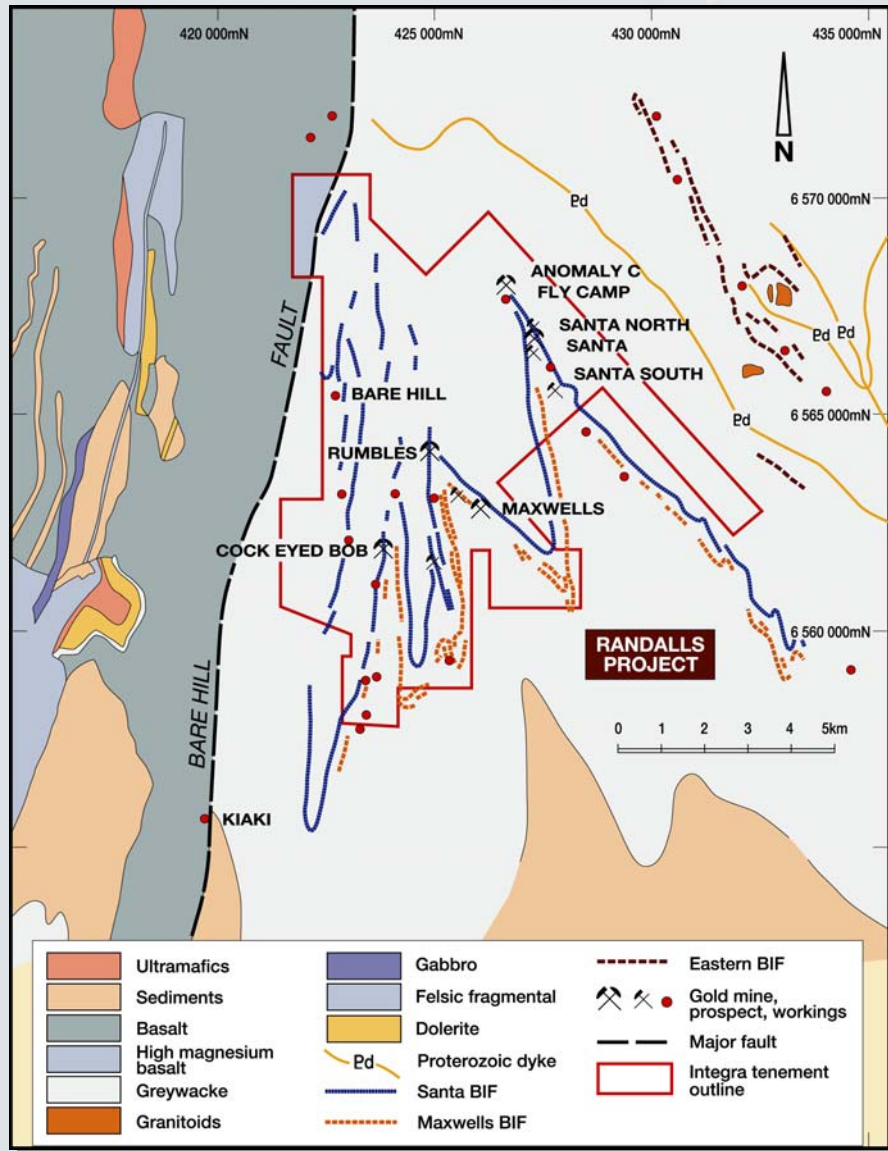 420 000mN
425 000mN
430 000mN
435 000mN
N
6 570 000mN
Pd
ANOMALY C
FLY CAMP
SANTA NORTH
SANTA
SANTA SOUTH
Pd
Pd
FAULT
BARE HILL
6 565 000mN
Pd
RUMBLES
MAXWELLS
COCK EYED BOB
6 560 000mN
RANDALLS
PROJECT
BARE HILL
0 1 2 3 4 5km
KIAKI
Ultramafics
Sediments
Basalt
High magnesium
basalt
Greywacke
Granitoids
Gabbro
Felsic fragmental
Dolerite
Pd
Proterozoic dyke
Santa BIF
Maxwells BIF
Eastern BIF
Gold mine,
prospect, workings
Major fault
Integra tenement
outline